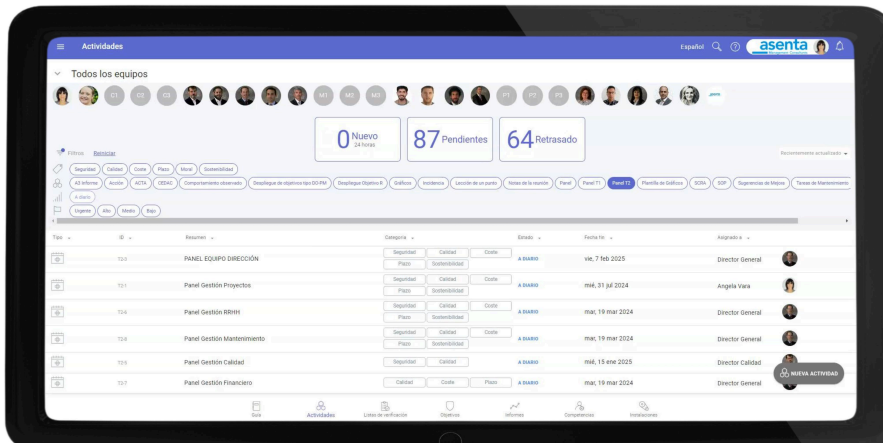 Actividades
Español
asenta
Management Consultants
Todos los equipos
C1 C2 C3 M1 M2 M3 P1 P2 P3
0 Nuevo 24 horas 87 Pendientes 64 Retrasado
Filtros Reiniciar
Recientemente actualizado
Seguridad Calidad Coste Plazo Moral Sostenibilidad
A3 Informe Acción ACTA CEDAC Comportamiento observado Despliegue de objetivos tipo DO-PM Despliegue Objetivo R Gráficos Incidencia Lección de un punto Notas de la reunión Panel Panel T1 Panel T2 Plantilla de Gráficos SCRA SOP Sugerencias de Mejora Tareas de Mantenimiento
A diario
Urgente Alto Medio Bajo
Tipo ID Resumen Categoría Estado Fecha fin Asignado a
PANEL EQUIPO DIRECCIÓN Seguridad Calidad Coste A DIARIO vie, 7 feb 2025 Director General
Plazo Sostenibilidad
Panel Gestión Proyectos Seguridad Calidad Coste A DIARIO mié, 31 jul 2024 Angela Vara
Plazo Sostenibilidad
Panel Gestión RRHH Seguridad Calidad Coste A DIARIO mar, 19 mar 2024 Director General
Plazo Sostenibilidad
Panel Gestión Mantenimiento Seguridad Calidad Coste A DIARIO mar, 19 mar 2024 Director General
Plazo Sostenibilidad
Panel Gestión Calidad Seguridad Calidad A DIARIO mié, 15 ene 2025 Director Calidad
NUEVA ACTIVIDAD
Panel Gestión Financiero Calidad Coste Plazo A DIARIO mar, 19 mar 2024 Director General
Guía Actividades Listas de verificación Objetivos Informes Competencias Instalaciones